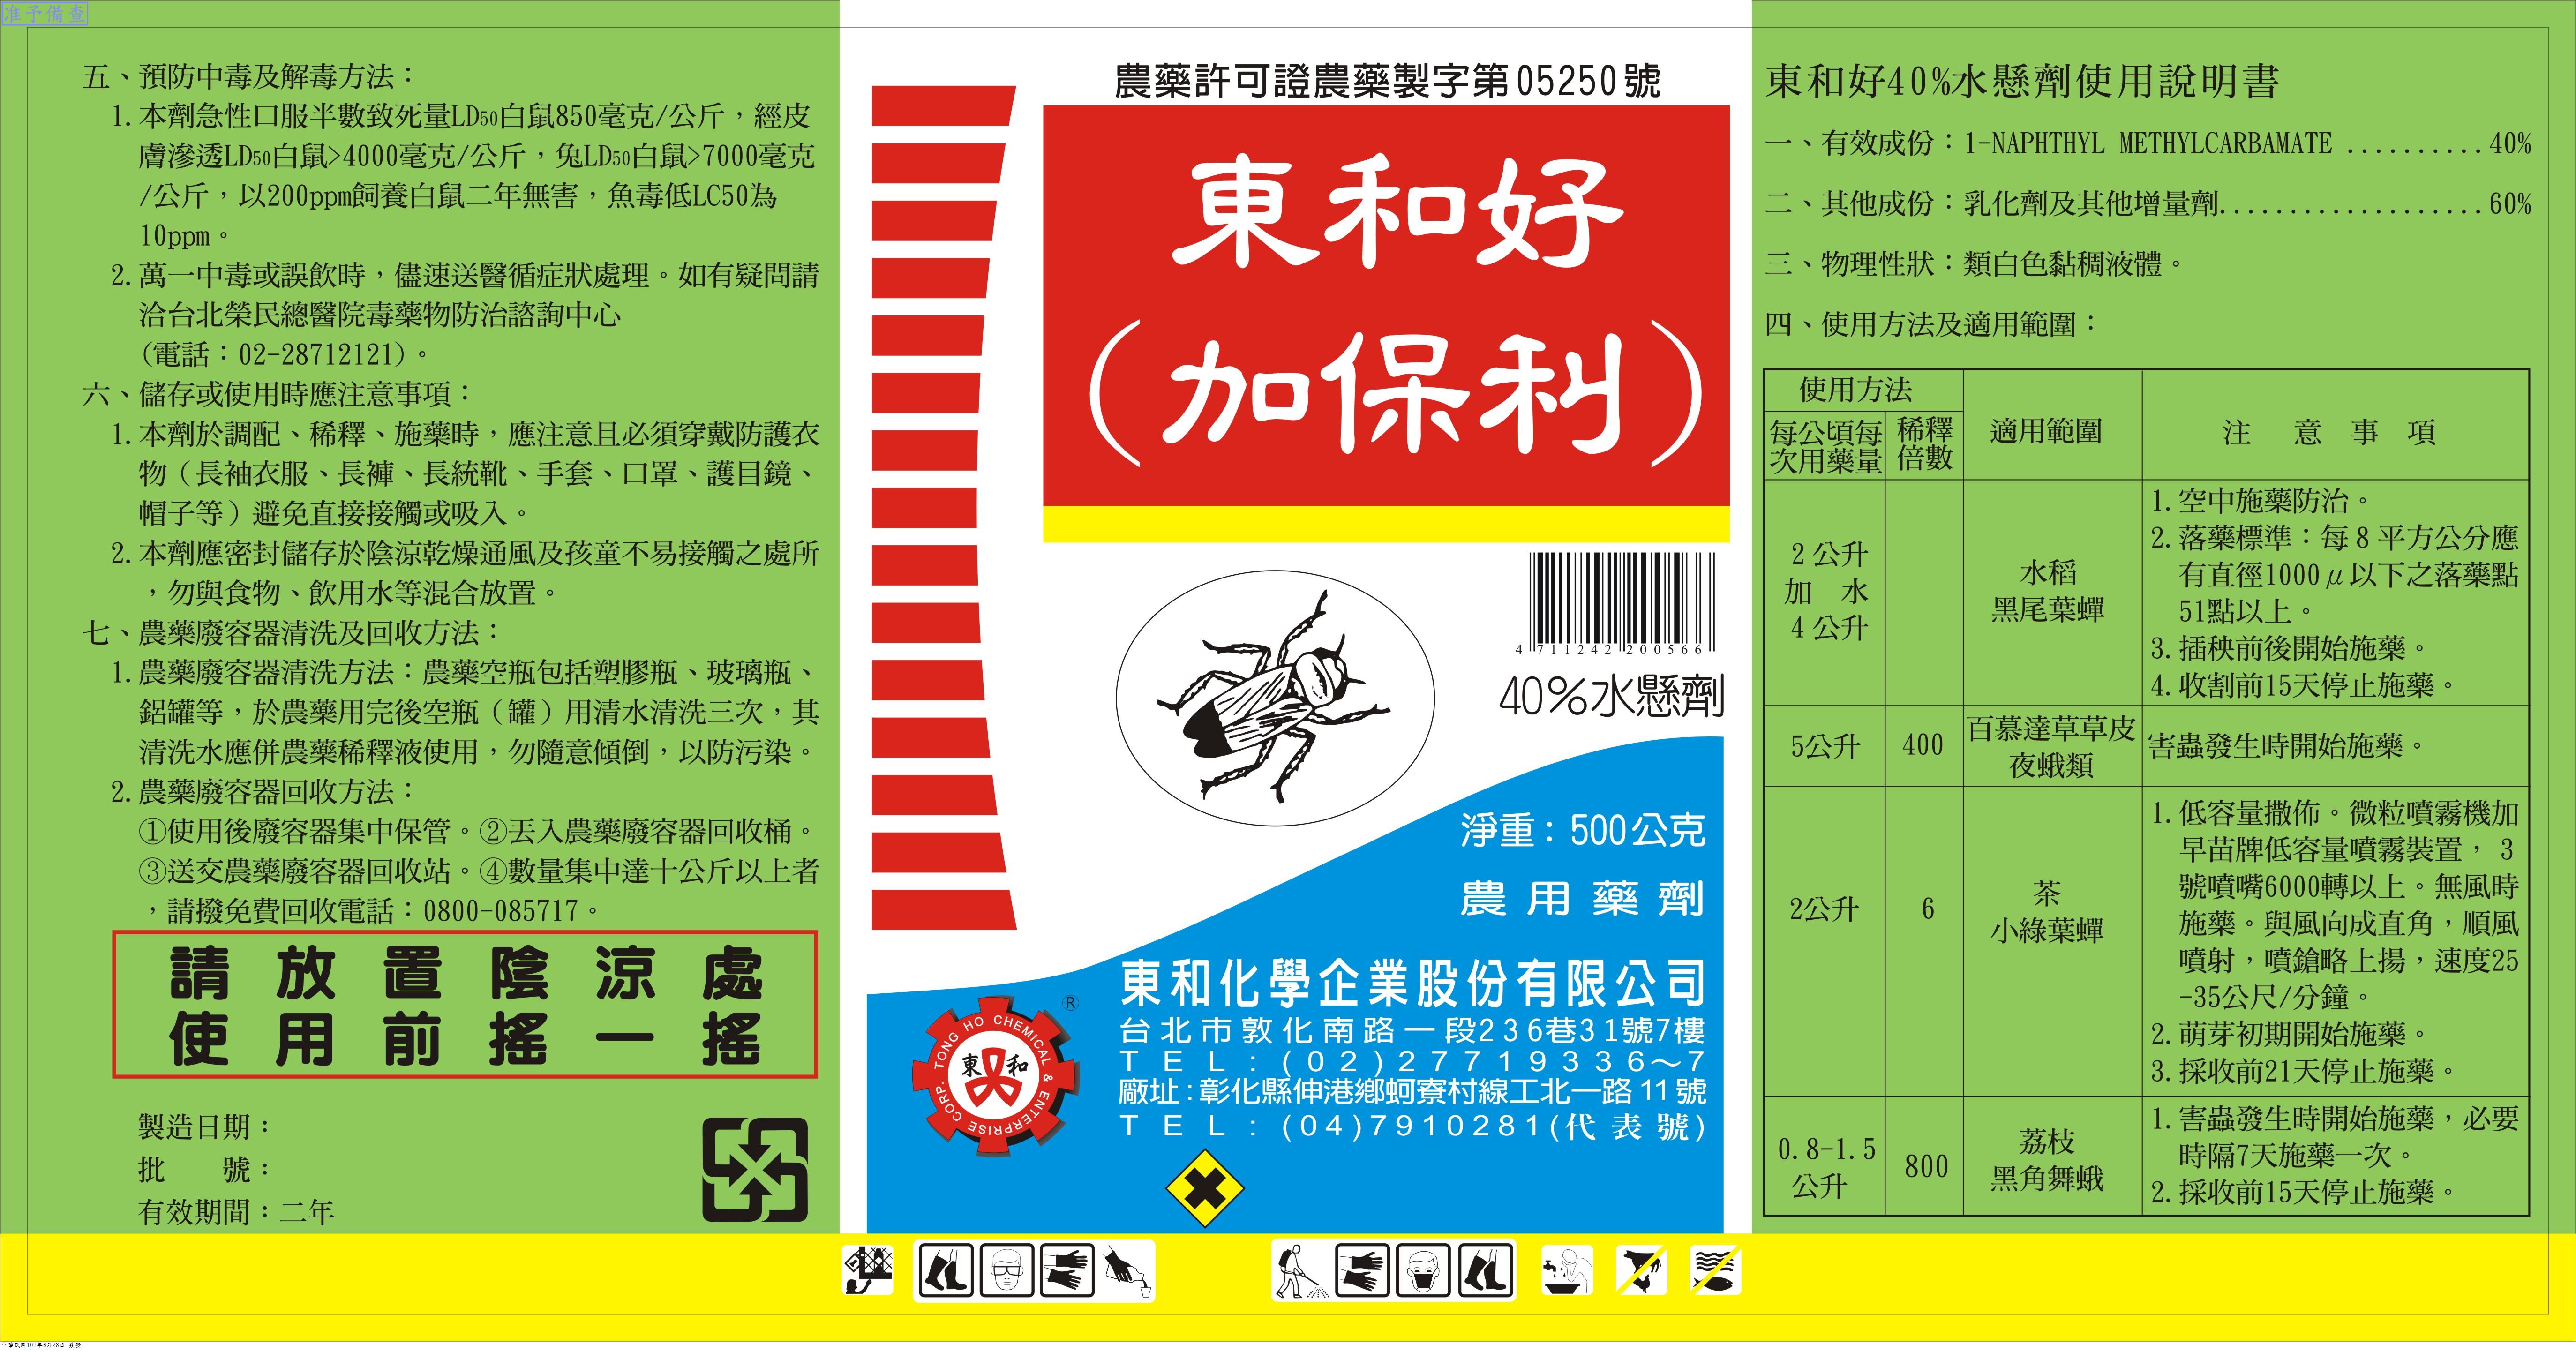 准予備查
五、預防中毒及解毒方法：
1. 本劑急性口服半數致死量LD50白鼠850毫克/公斤，經皮
膚滲透LD50白鼠>4000毫克/公斤，兔LD50白鼠>7000毫克
/公斤，以200ppm飼養白鼠二年無害，魚毒低LC50為
10ppm。
2. 萬一中毒或誤飲時，儘速送醫循症狀處理。如有疑問請
洽台北榮民總醫院毒藥物防治諮詢中心
(電話：02-28712121)。
六、儲存或使用時應注意事項：
1. 本劑於調配、稀釋、施藥時，應注意且必須穿戴防護衣
物（長袖衣服、長褲、長統靴、手套、口罩、護目鏡、
帽子等）避免直接接觸或吸入。
2. 本劑應密封儲存於陰涼乾燥通風及孩童不易接觸之處所
，勿與食物、飲用水等混合放置。
七、農藥廢容器清洗及回收方法：
1. 農藥廢容器清洗方法：農藥空瓶包括塑膠瓶、玻璃瓶、
鋁罐等，於農藥用完後空瓶（罐）用清水清洗三次，其
清洗水應併農藥稀釋液使用，勿隨意傾倒，以防污染。
2. 農藥廢容器回收方法：
①使用後廢容器集中保管。②丟入農藥廢容器回收桶。
③送交農藥廢容器回收站。④數量集中達十公斤以上者
，請撥免費回收電話：0800-085717。
請放置陰涼處
使用前搖一搖
製造日期：
批　　號：
有效期間：二年
農藥許可證農藥製字第05250號
東和好
（加保利）
4 711242 200566
40%水懸劑
淨重：500公克
農用藥劑
東和化學企業股份有限公司
台北市敦化南路一段236巷31號7樓
TEL:(02)27719336～7
廠址：彰化縣伸港鄉蚵寮村線工北一路11號
TEL:(04)7910281(代表號)
®
TONG HO CHEMICAL & ENTERPRISE CORP.
東 和
東和好40%水懸劑使用說明書
一、有效成份：1-NAPHTHYL METHYLCARBAMATE ..........40%
二、其他成份：乳化劑及其他增量劑...................60%
三、物理性狀：類白色黏稠液體。
四、使用方法及適用範圍：
使用方法
每公頃每
次用藥量
稀釋
倍數
適用範圍
注 意 事 項
2公升
加 水
4公升
水稻
黑尾葉蟬
1. 空中施藥防治。
2. 落藥標準：每8平方公分應
有直徑1000μ以下之落藥點
51點以上。
3. 插秧前後開始施藥。
4. 收割前15天停止施藥。
5公升
400
百慕達草草皮
夜蛾類
害蟲發生時開始施藥。
2公升
6
茶
小綠葉蟬
1. 低容量撒佈。微粒噴霧機加
早苗牌低容量噴霧裝置，3
號噴嘴6000轉以上。無風時
施藥。與風向成直角，順風
噴射，噴鎗略上揚，速度25
-35公尺/分鐘。
2. 萌芽初期開始施藥。
3. 採收前21天停止施藥。
0.8-1.5
公升
800
荔枝
黑角舞蛾
1. 害蟲發生時開始施藥，必要
時隔7天施藥一次。
2. 採收前15天停止施藥。
中華民國107年6月28日 簽發